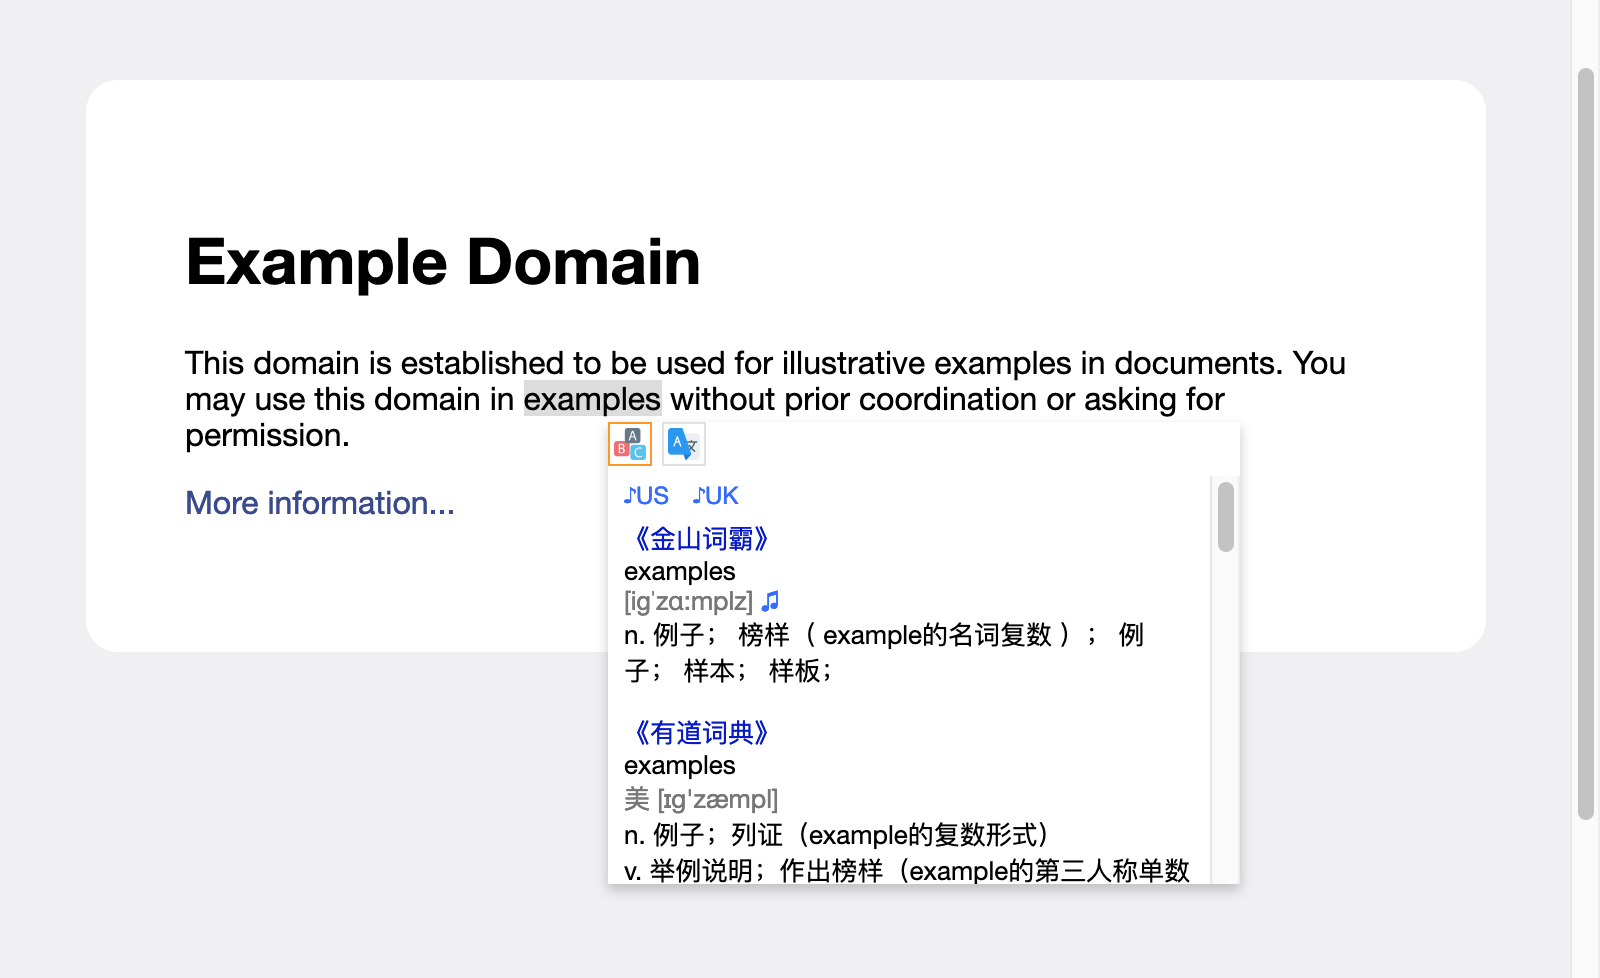 Example Domain
This domain is established to be used for illustrative examples in documents. You
may use this domain in examples without prior coordination or asking for
permission.
More information...
A
B C
A 文
♪US ♪UK
《金山词霸》
examples
[ig'zɑ:mplz] ♫
n. 例子； 榜样（ example的名词复数 ）； 例
子； 样本； 样板；
《有道词典》
examples
美 [ɪg'zæmpl]
n. 例子；列证（example的复数形式）
v. 举例说明；作出榜样（example的第三人称单数